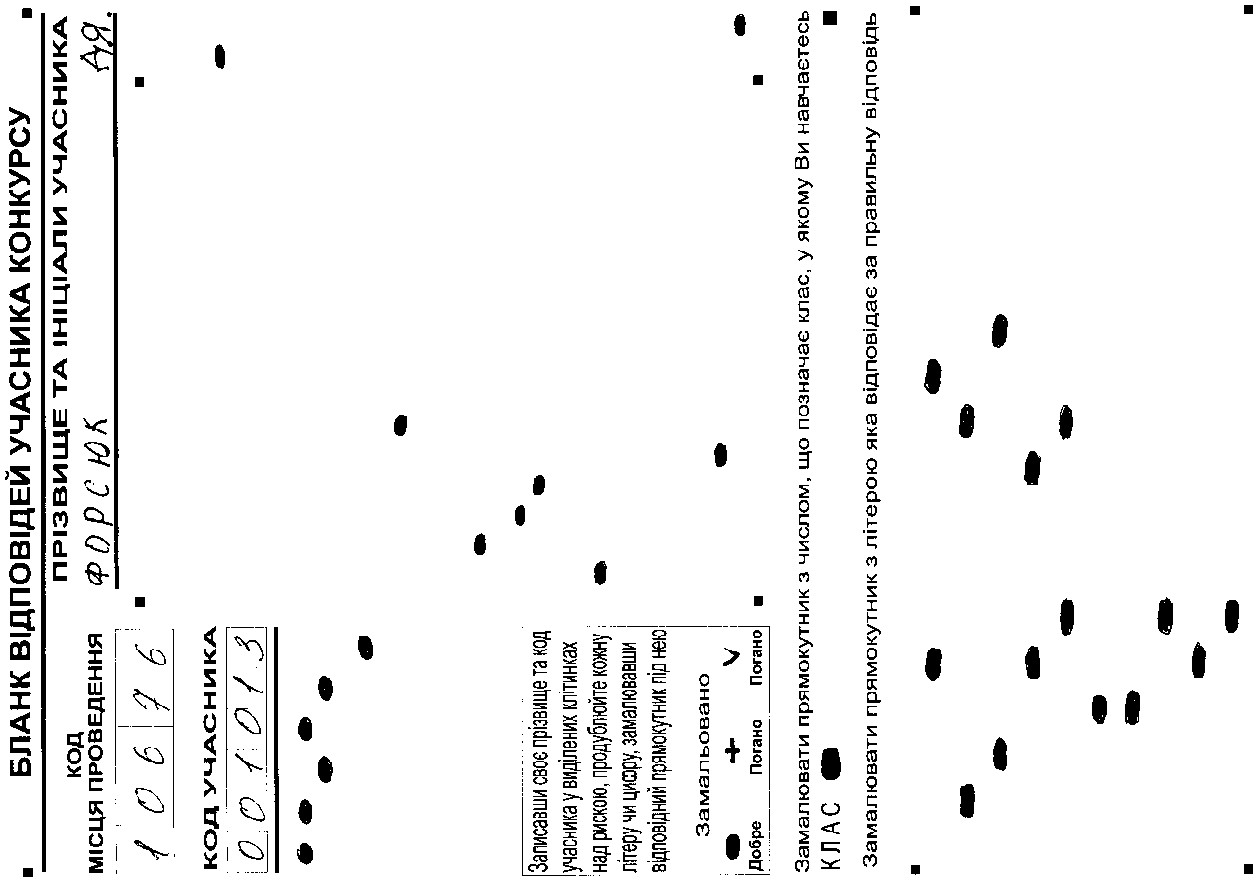 БЛАНК ВІДПОВІДЕЙ УЧАСНИКА КОНКУРСУ
КОД
МІСЦЯ ПРОВЕДЕННЯ
1 0 6 7 6
ПРІЗВИЩЕ ТА ІНІЦІАЛИ УЧАСНИКА
ФОРСЮК А.Я.
КОД УЧАСНИКА
0 0 1 0 1 3
Записавши своє прізвище та код
учасника у виділених клітинках
над рискою, продублюйте кожну
літеру чи цифру, замалювавши
відповідний прямокутник під нею
Замальовано
Добре Погано Погано
Замалювати прямокутник з числом, що позначає клас, у якому Ви навчаєтесь
КЛАС
Замалювати прямокутник з літерою яка відповідає за правильну відповідь